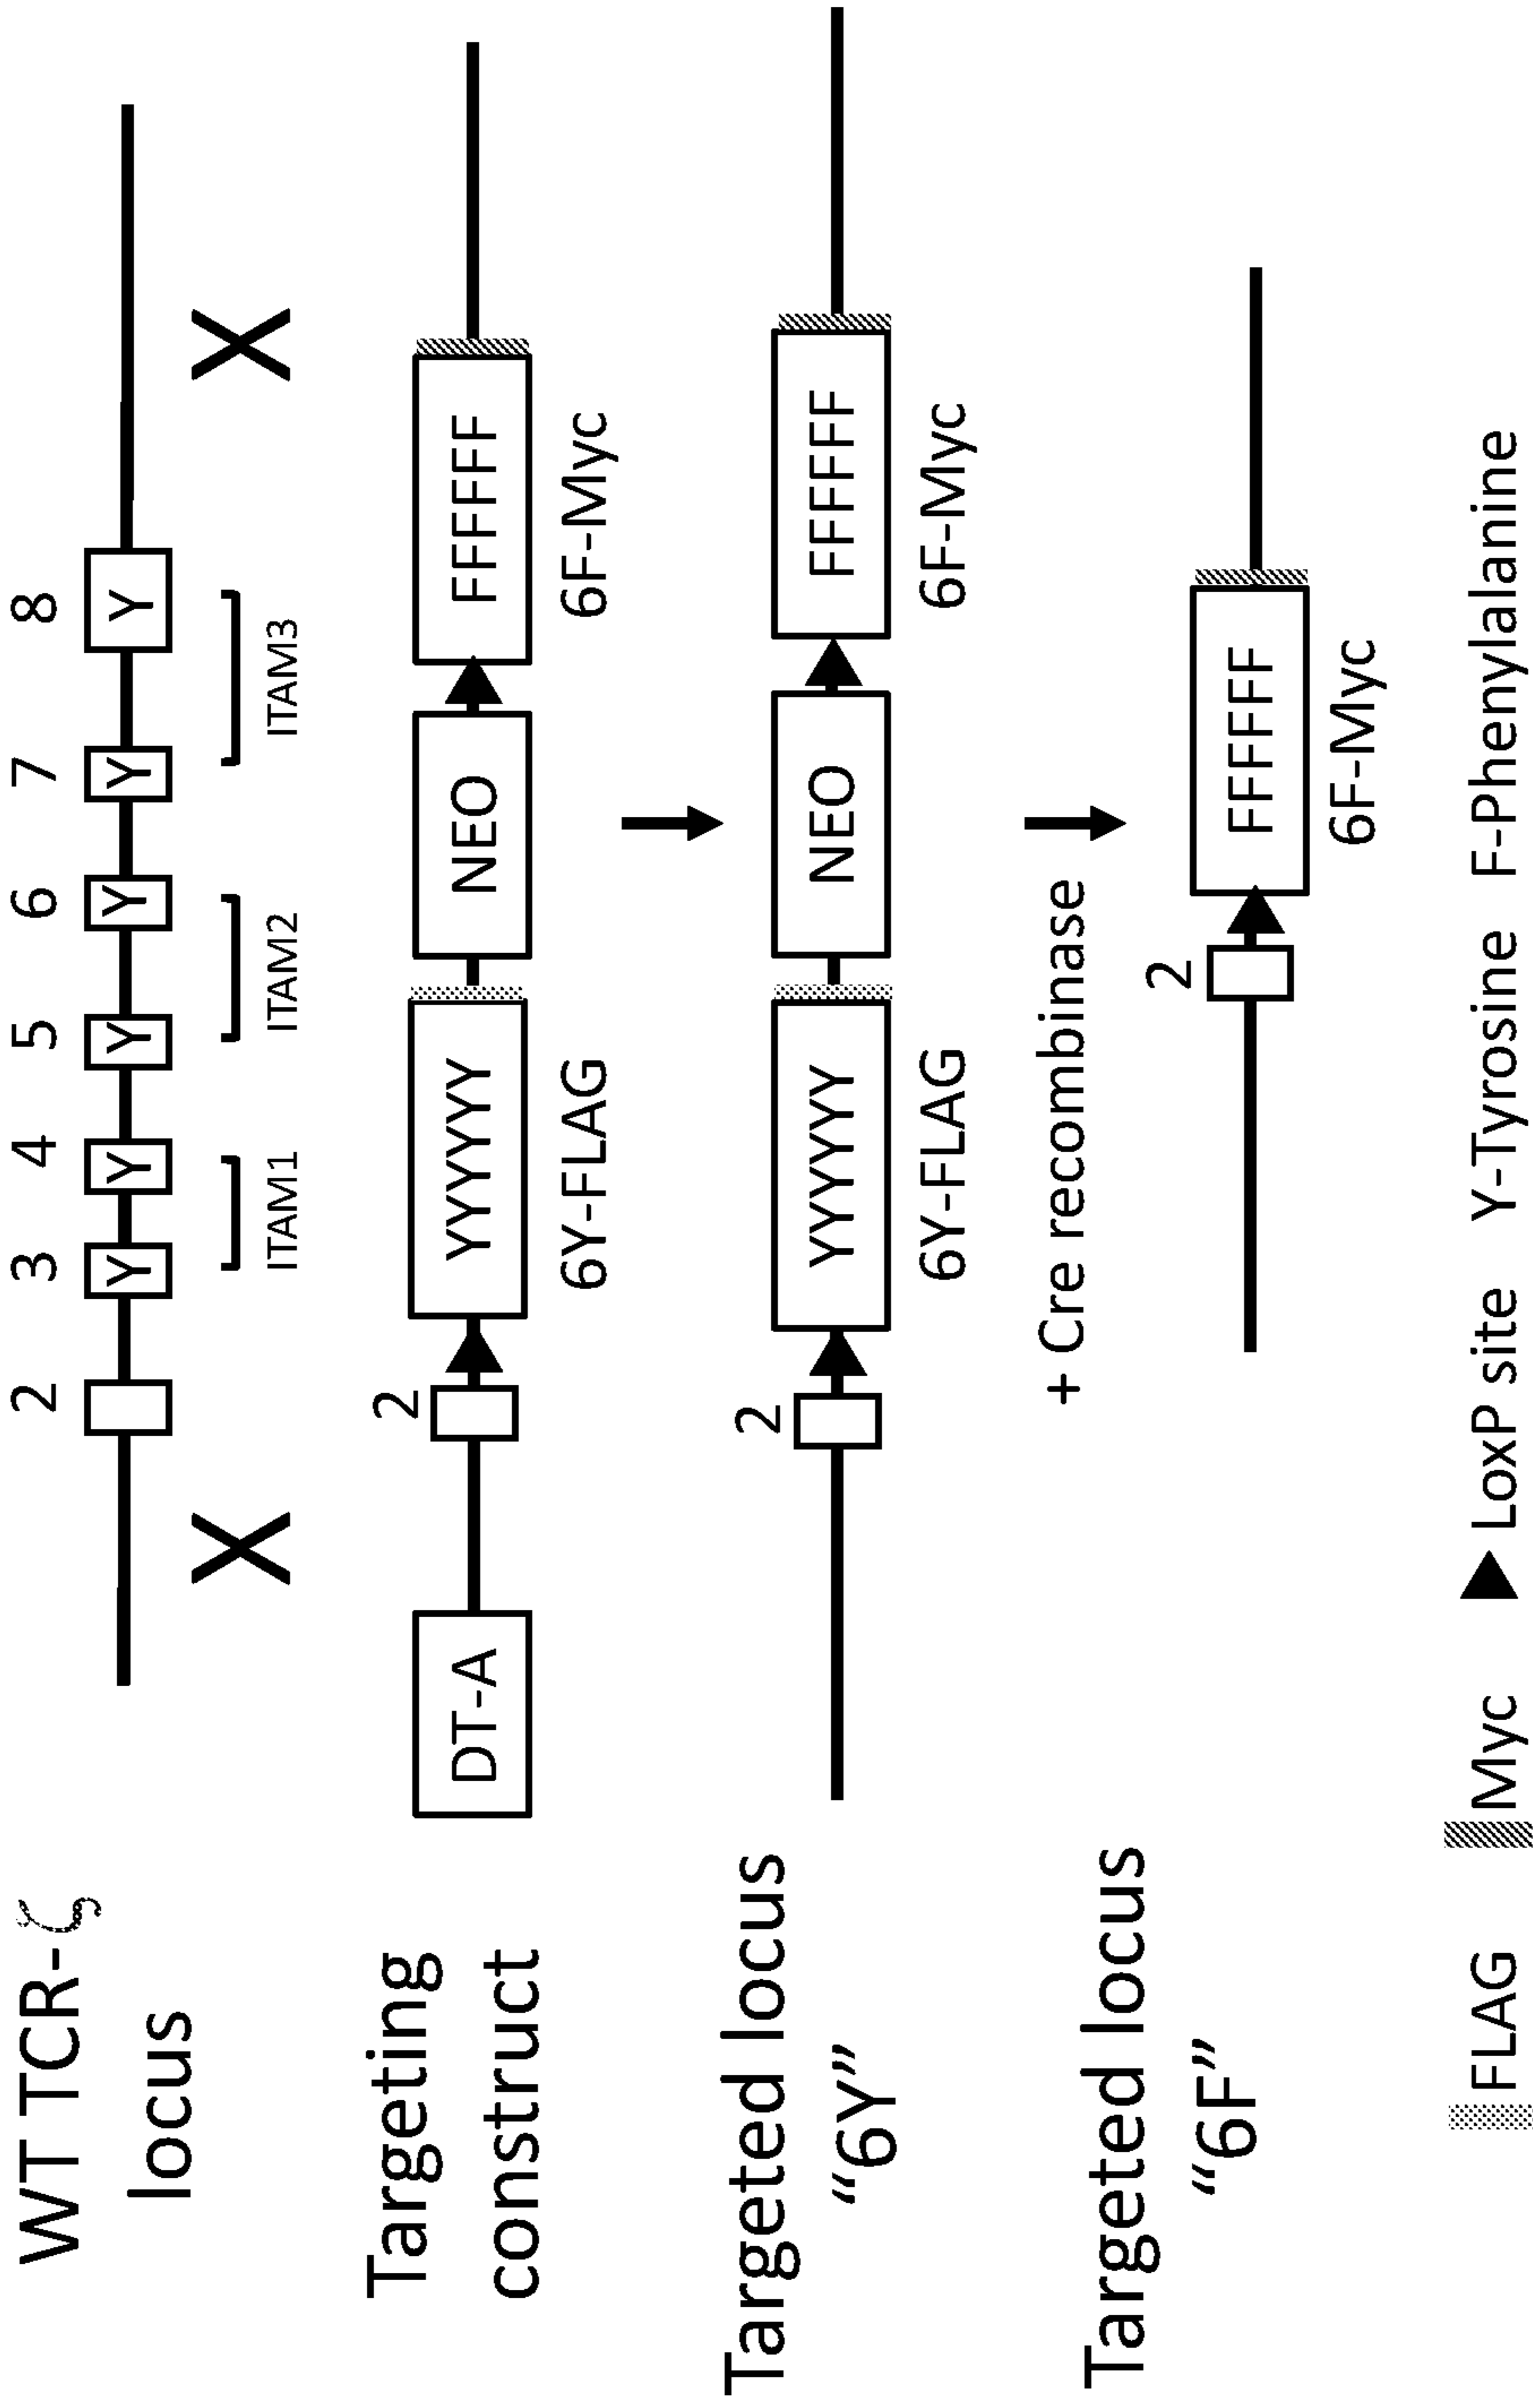 WT TCR-ζ
locus
2 3 4 5 6 7 8
Y Y Y Y Y Y
ITAM1 ITAM2 ITAM3
X X
Targeting
construct
2
DT-A YYYYYY NEO FFFFFF
6Y-FLAG 6F-Myc
Targeted locus
“6Y”
2
YYYYYY NEO FFFFFF
6Y-FLAG 6F-Myc
+ Cre recombinase
Targeted locus
“6F”
2
FFFFFF
6F-Myc
FLAG Myc LoxP site Y-Tyrosine F-Phenylalanine